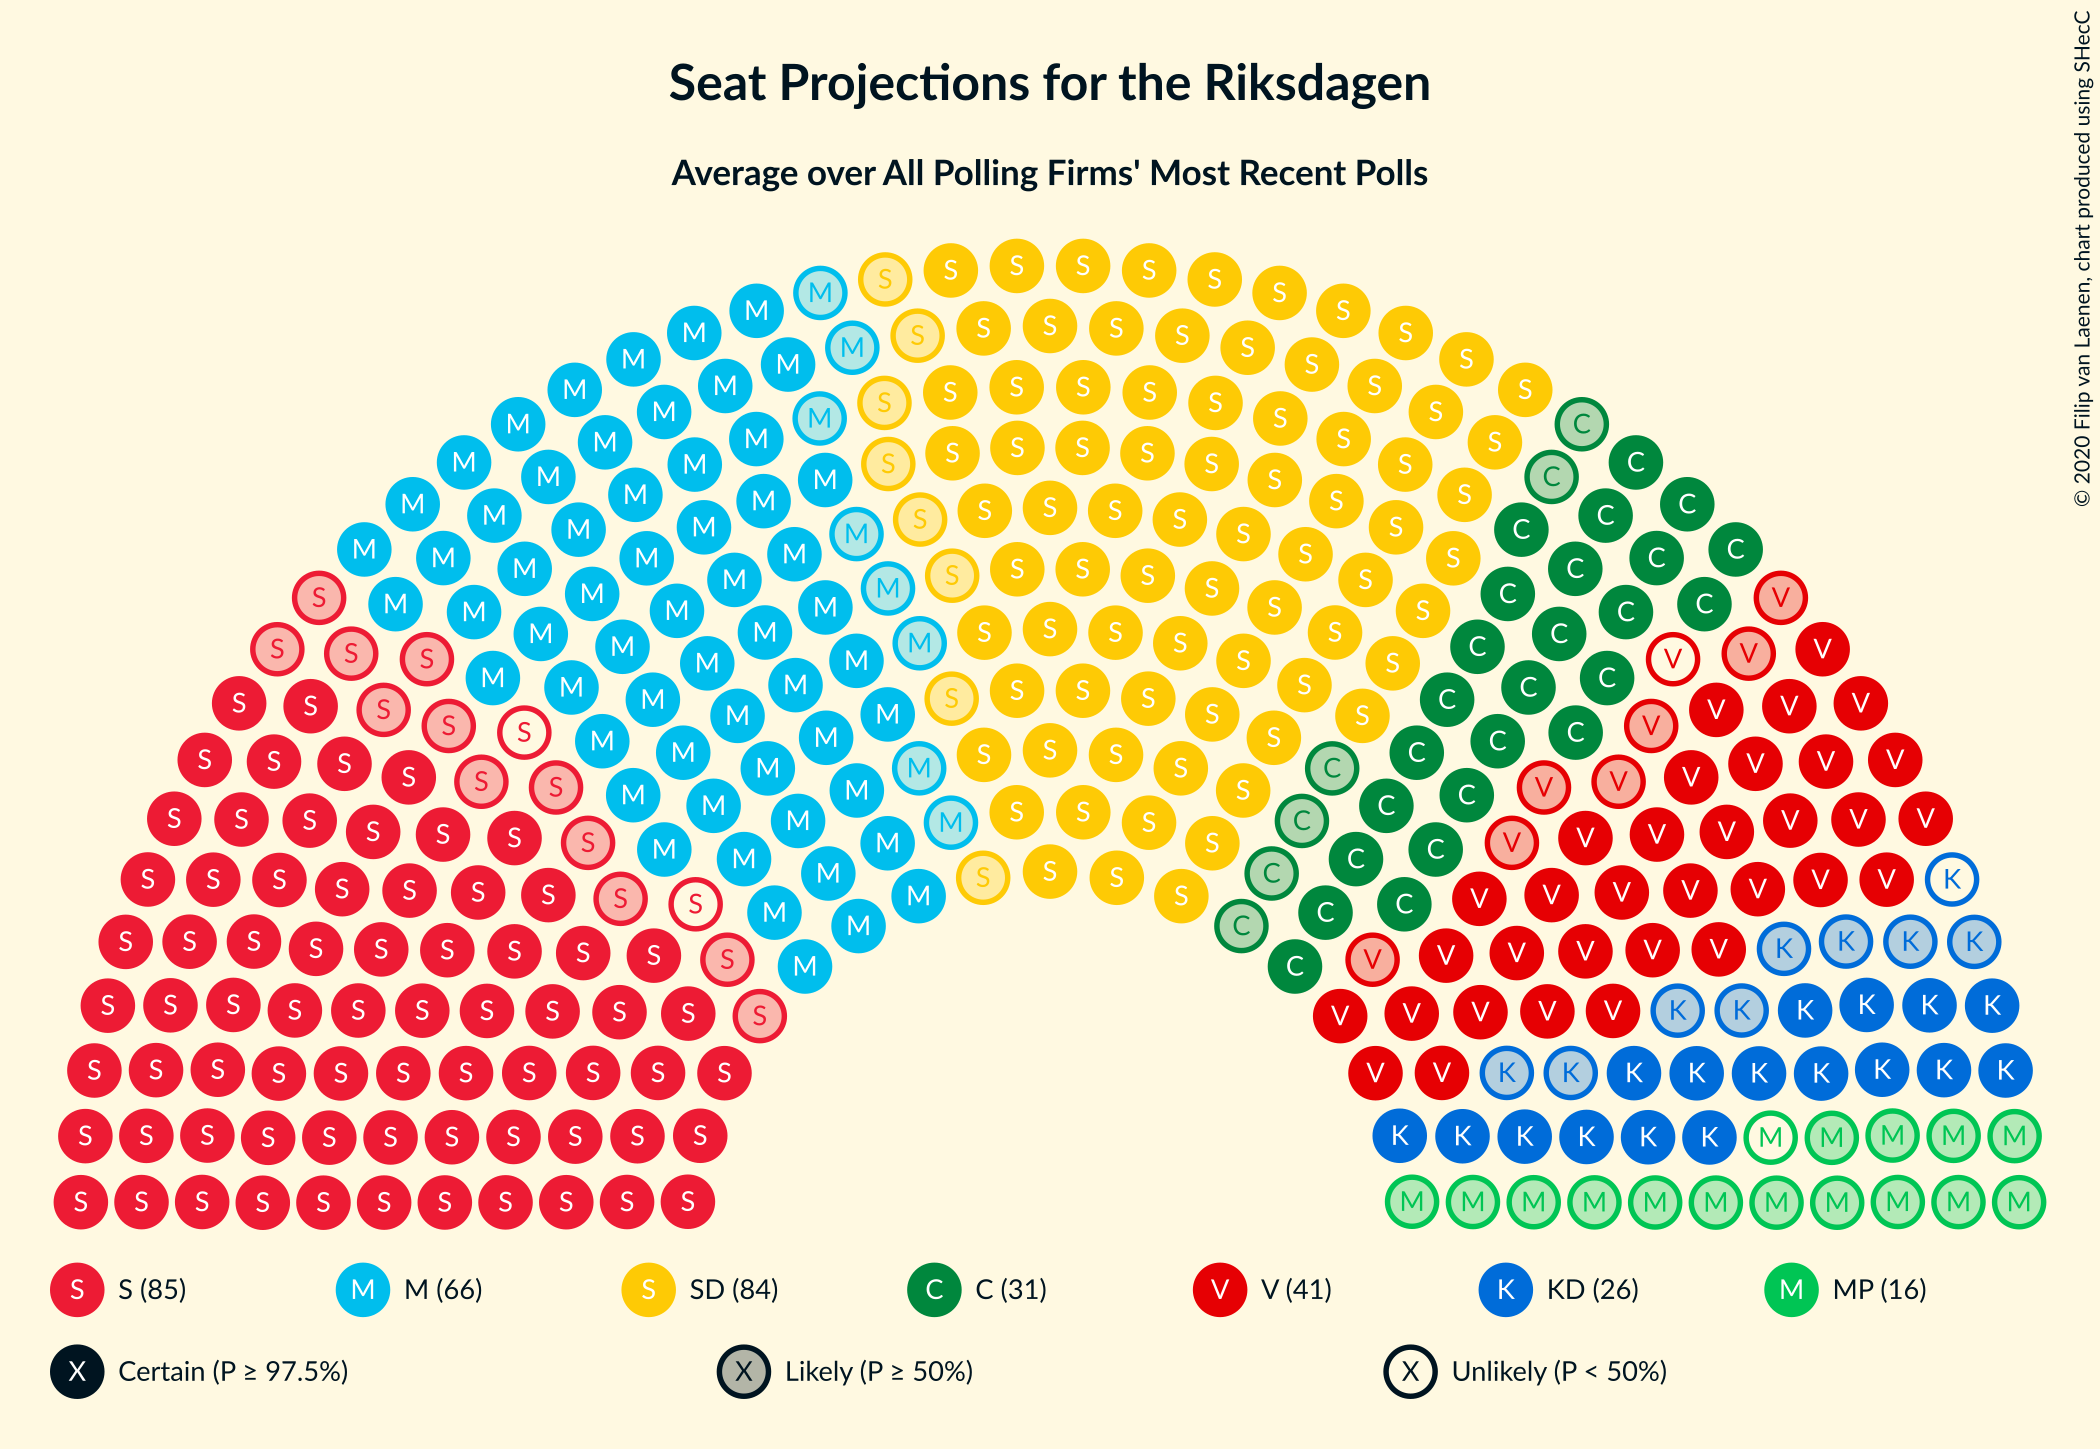 © 2020 Filip van Laenen, chart produced using SHecC
Seat Projections for the Riksdagen
Average over All Polling Firms' Most Recent Polls
S S (85) M M (66) S SD (84) C C (31) V V (41) K KD (26) M MP (16)
X Certain (P ≥ 97.5%) X Likely (P ≥ 50%) X Unlikely (P < 50%)